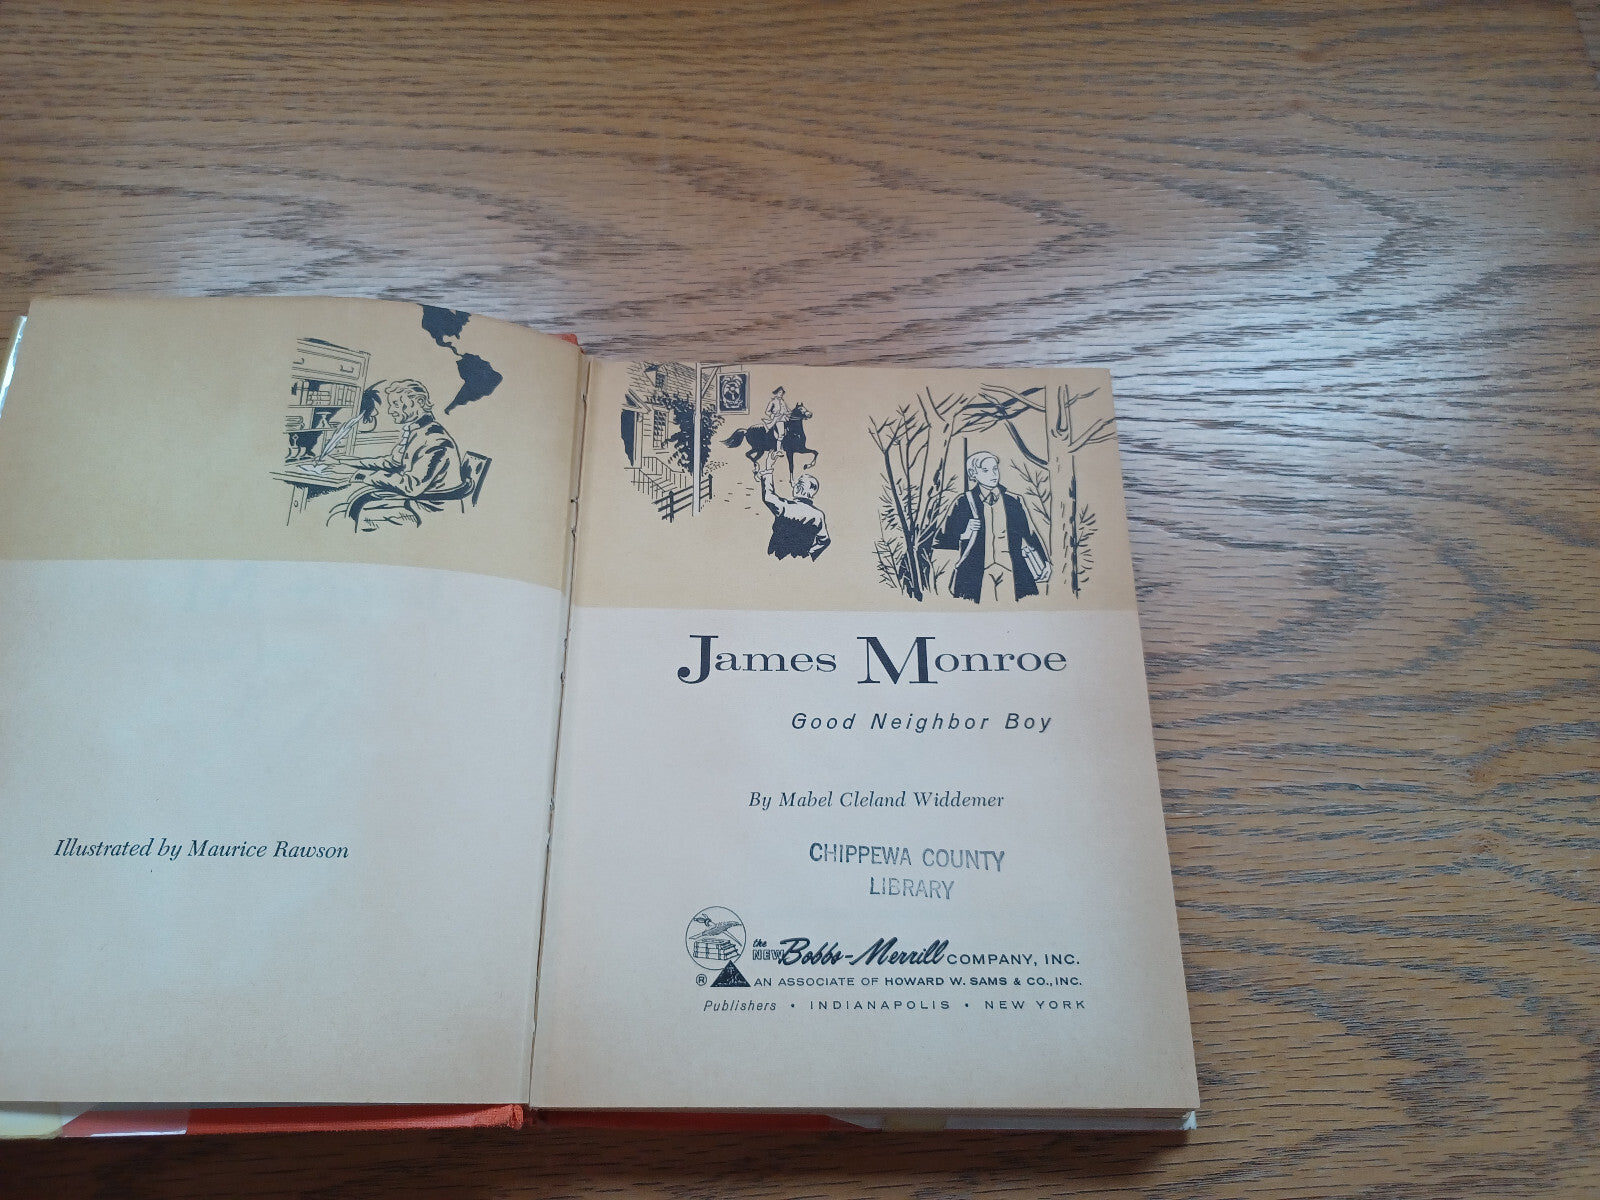 Illustrated by Maurice Rawson
James Monroe
Good Neighbor Boy
By Mabel Cleland Widdemer
CHIPPEWA COUNTY
LIBRARY
the NEW Bobbs-Merrill COMPANY, INC.
® AN ASSOCIATE OF HOWARD W. SAMS & CO., INC.
Publishers • INDIANAPOLIS • NEW YORK